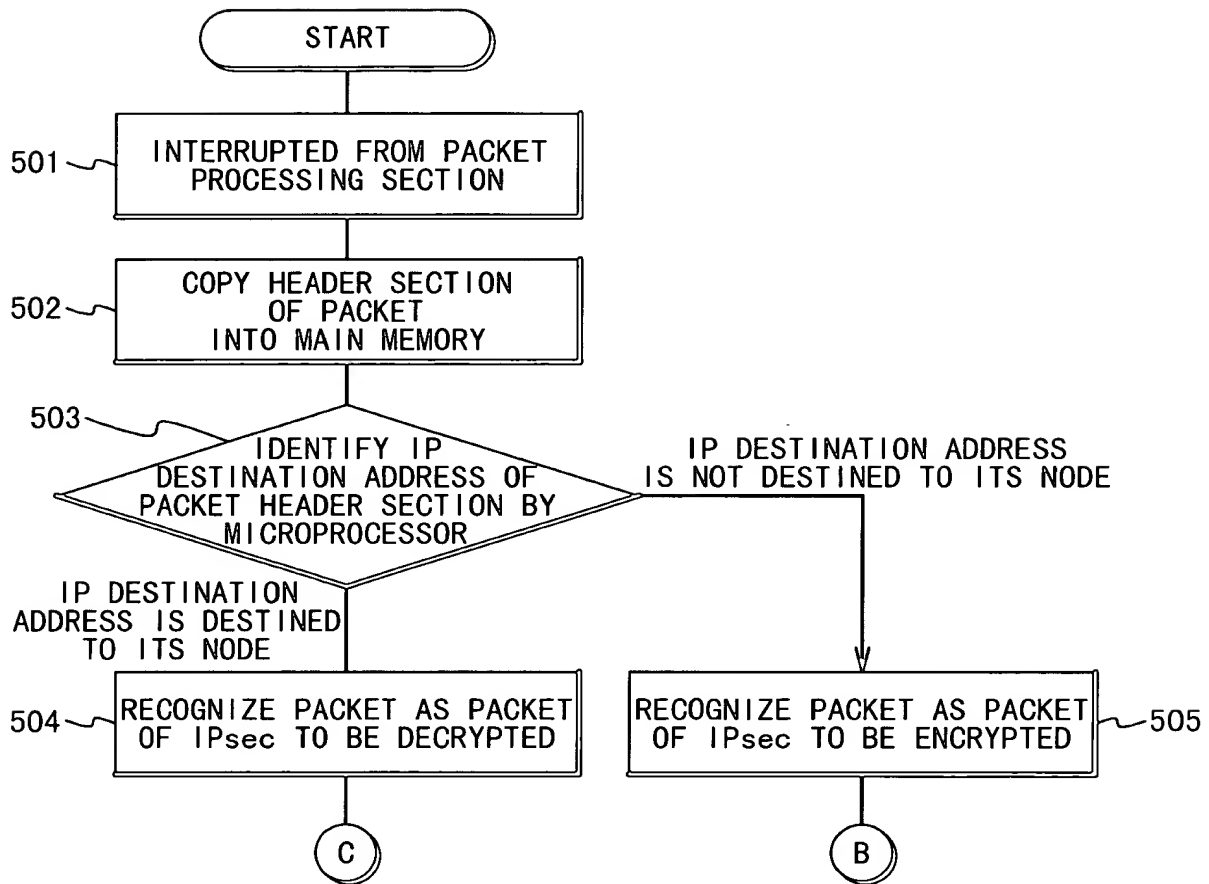 START
501
INTERRUPTED FROM PACKET
PROCESSING SECTION
502
COPY HEADER SECTION
OF PACKET
INTO MAIN MEMORY
503
IDENTIFY IP
DESTINATION ADDRESS OF
PACKET HEADER SECTION BY
MICROPROCESSOR
IP DESTINATION ADDRESS
IS NOT DESTINED TO ITS NODE
IP DESTINATION
ADDRESS IS DESTINED
TO ITS NODE
504
RECOGNIZE PACKET AS PACKET
OF IPsec TO BE DECRYPTED
RECOGNIZE PACKET AS PACKET
OF IPsec TO BE ENCRYPTED
505
C
B